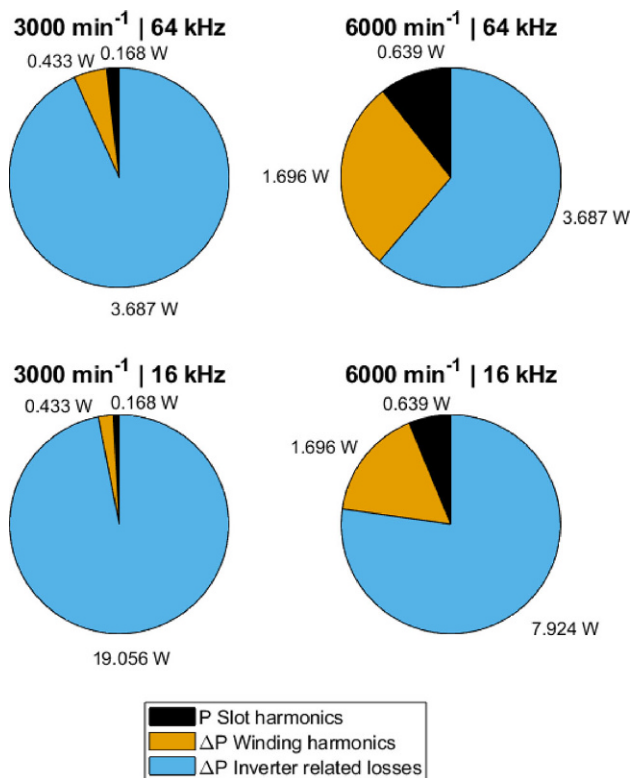 3000 min⁻¹ | 64 kHz
0.433 W
0.168 W
3.687 W
6000 min⁻¹ | 64 kHz
0.639 W
1.696 W
3.687 W
3000 min⁻¹ | 16 kHz
0.433 W
0.168 W
19.056 W
6000 min⁻¹ | 16 kHz
0.639 W
1.696 W
7.924 W
P Slot harmonics
ΔP Winding harmonics
ΔP Inverter related losses